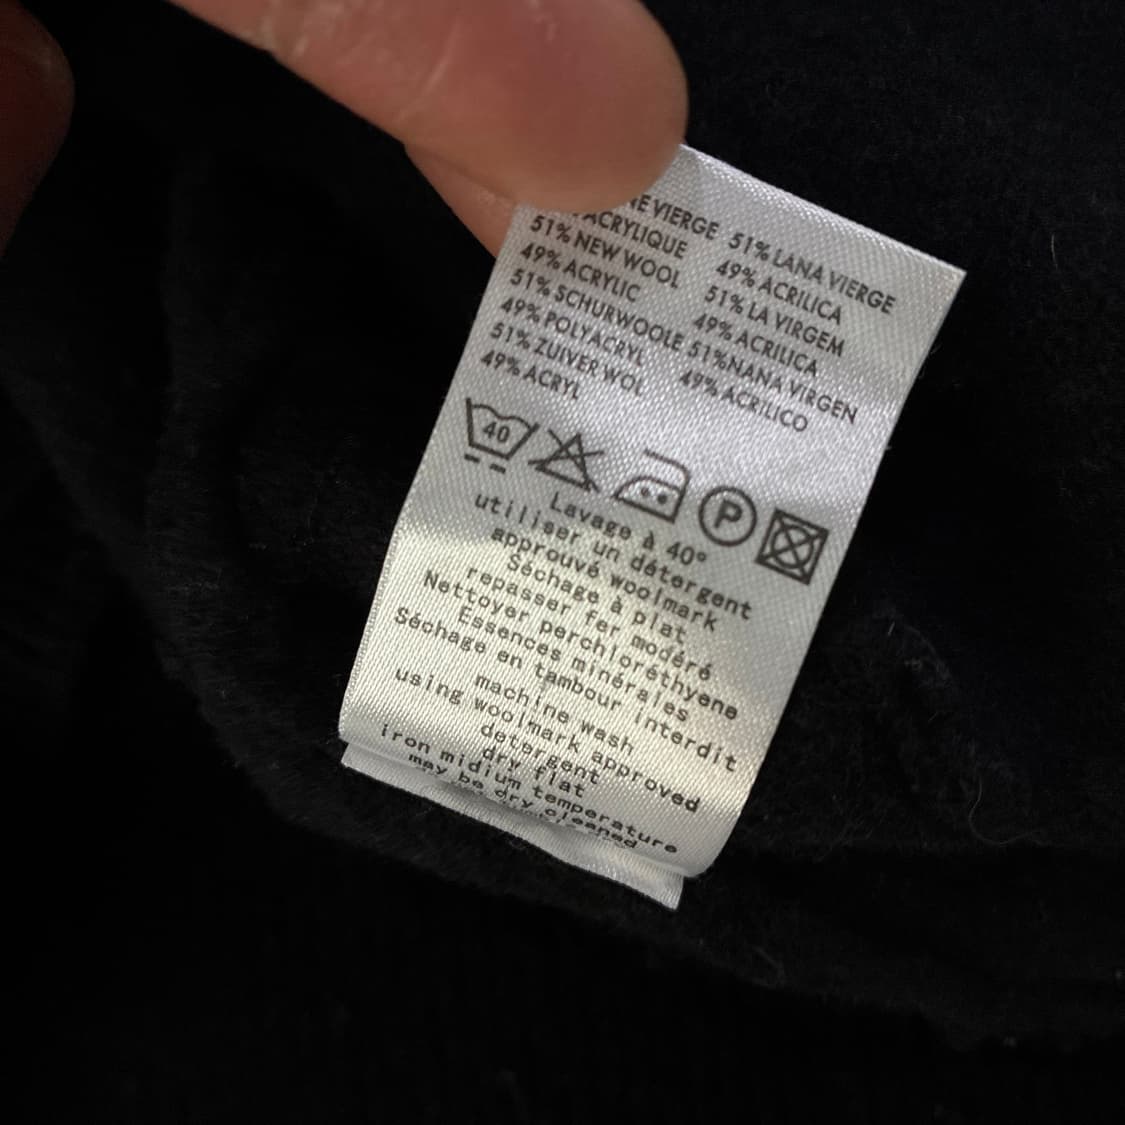 VIERGE
ACRYLIQUE
51% NEW WOOL
49% ACRYLIC
51% SCHURWOOLE
49% POLYACRYL
51% ZUIVER WOL
49% ACRYL
51% LANA VIERGE
49% ACRILICA
51% LA VIRGEM
49% ACRILICA
51%NANA VIRGEN
49% ACRILICO
40
P
Lavage à 40°
utiliser un détergent
approuvé woolmark
Séchage à plat
repasser fer modéré
Nettoyer perchloréthyene
Essences minérales
Séchage en tambour interdit
machine wash
using woolmark approved
detergent
dry flat
iron midium temperature
may be dry cleaned